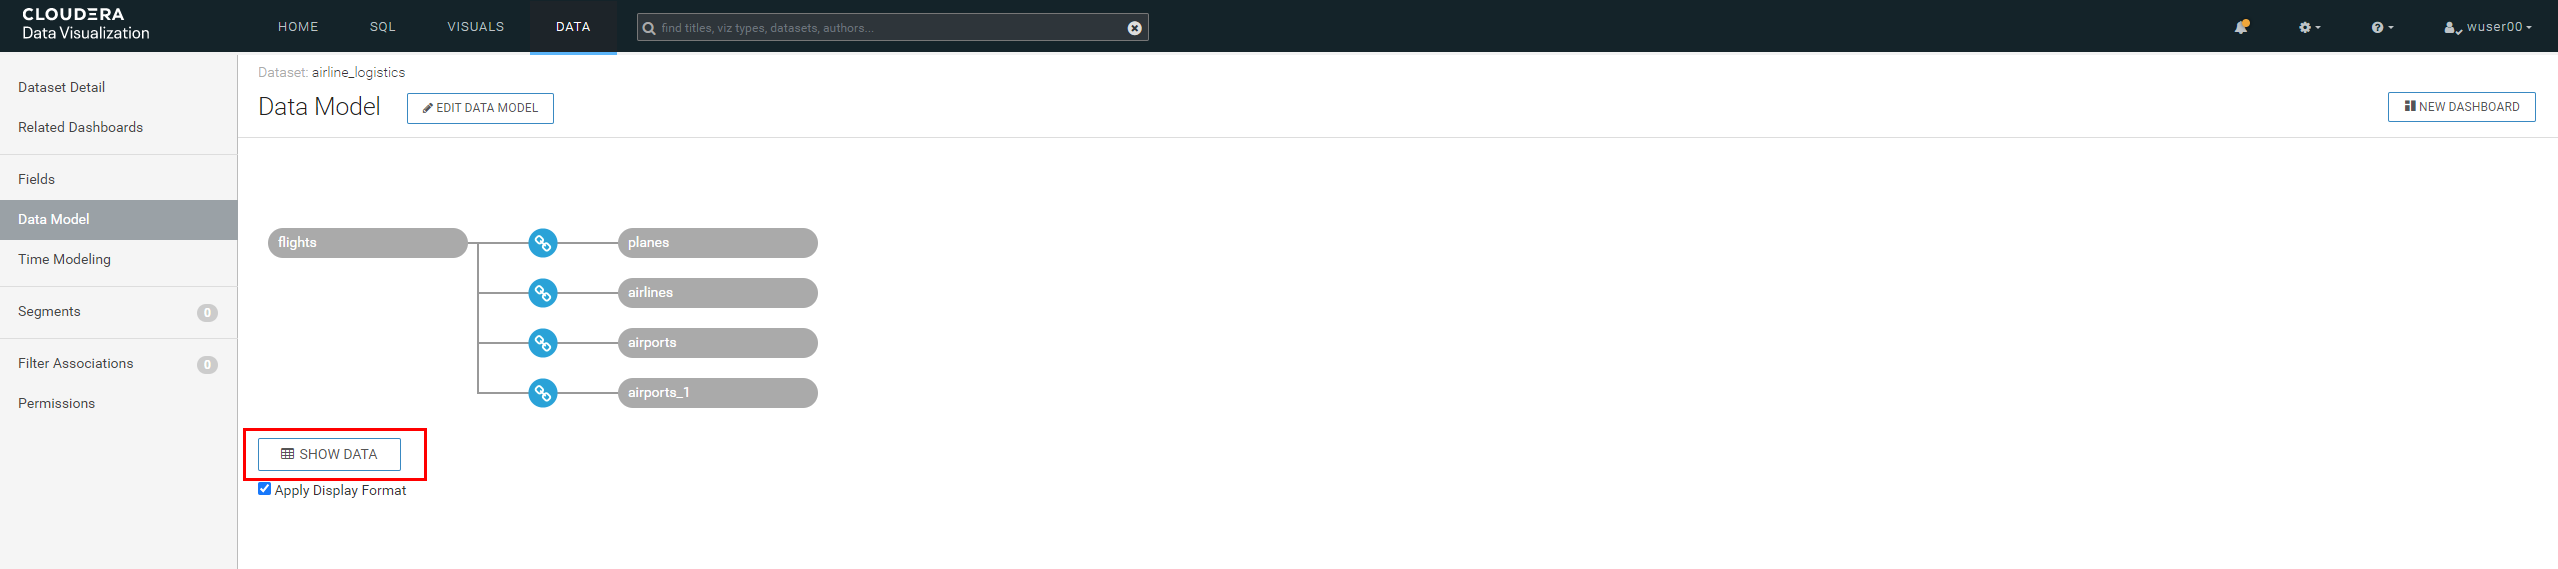 CLOUDERA
Data Visualization
HOME
SQL
VISUALS
DATA
find titles, viz types, datasets, authors...
wuser00
Dataset Detail
Related Dashboards
Fields
Data Model
Time Modeling
Segments 0
Filter Associations 0
Permissions
Dataset: airline_logistics
Data Model
EDIT DATA MODEL
NEW DASHBOARD
flights
planes
airlines
airports
airports_1
SHOW DATA
Apply Display Format